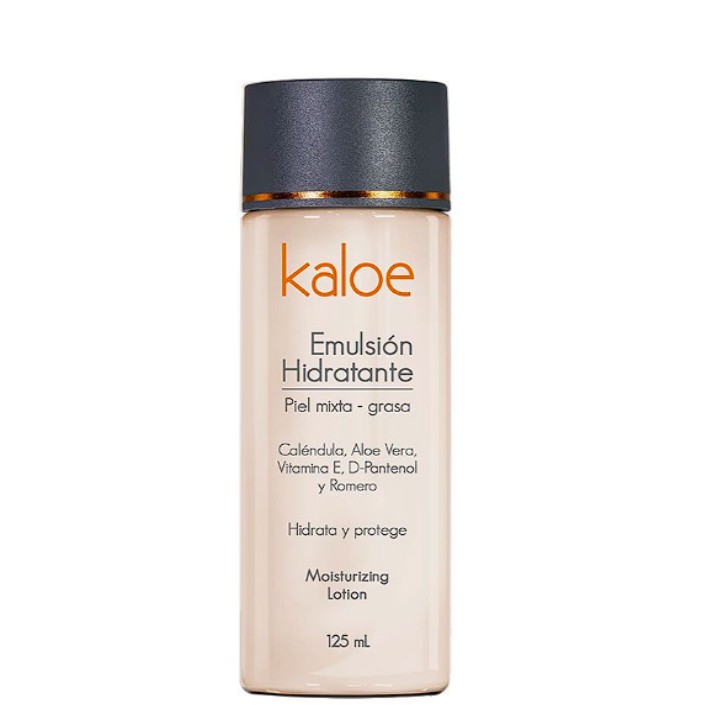 kaloe
Emulsión
Hidratante
Piel mixta - grasa
Caléndula, Aloe Vera,
Vitamina E, D-Pantenol
y Romero
Hidrata y protege
Moisturizing
Lotion
125 mL